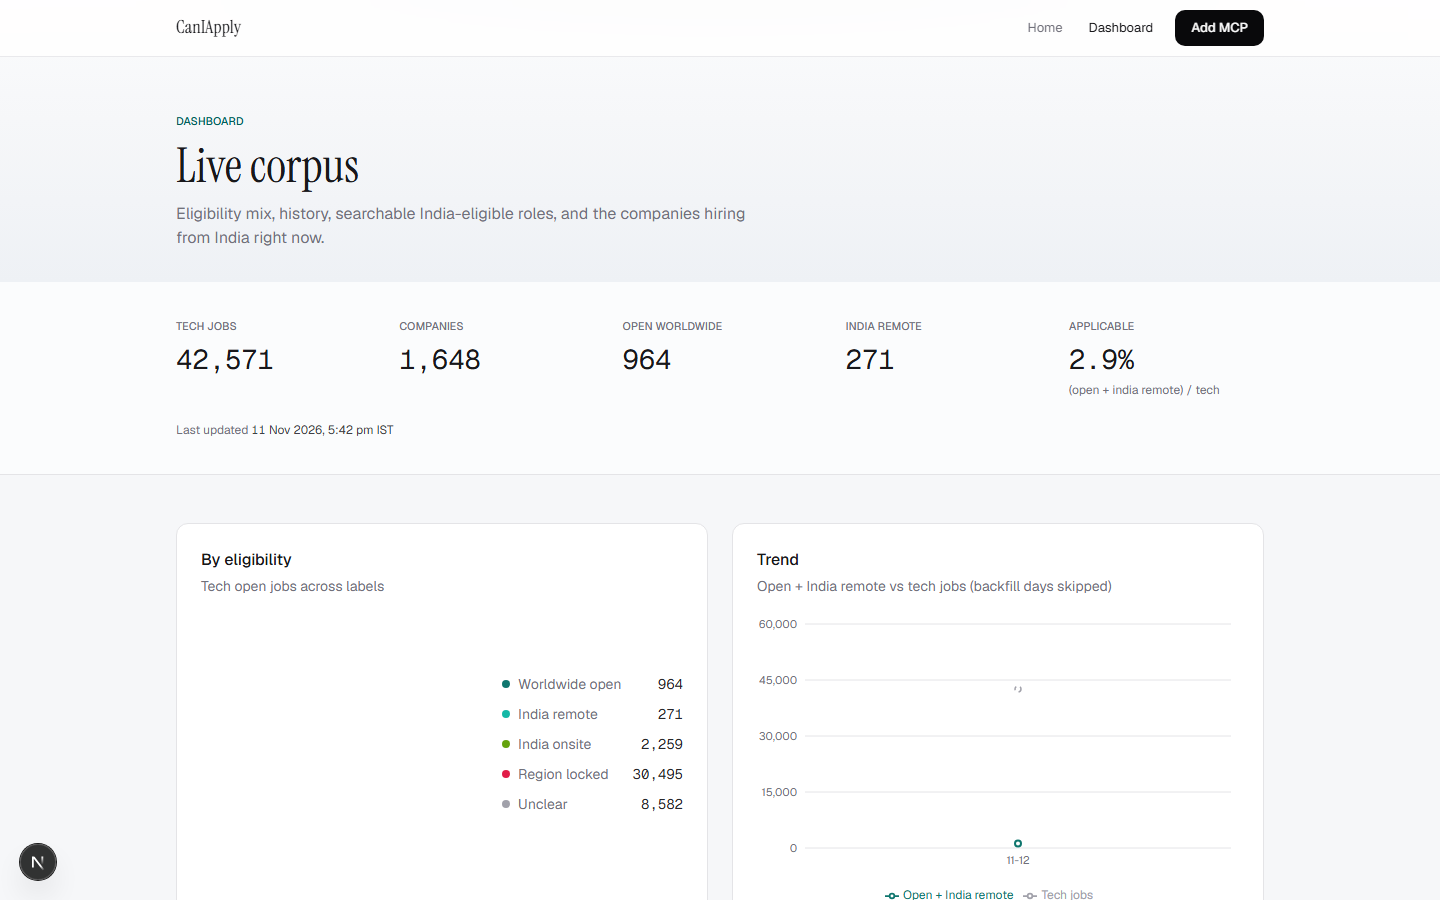 CanIApply
Home
Dashboard
Add MCP
DASHBOARD
Live corpus
Eligibility mix, history, searchable India-eligible roles, and the companies hiring
from India right now.
TECH JOBS
42,571
COMPANIES
1,648
OPEN WORLDWIDE
964
INDIA REMOTE
271
APPLICABLE
2.9%
(open + india remote) / tech
Last updated 11 Nov 2026, 5:42 pm IST
By eligibility
Tech open jobs across labels
Worldwide open 964
India remote 271
India onsite 2,259
Region locked 30,495
Unclear 8,582
Trend
Open + India remote vs tech jobs (backfill days skipped)
60,000
45,000
30,000
15,000
0
11-12
Open + India remote
Tech jobs
N